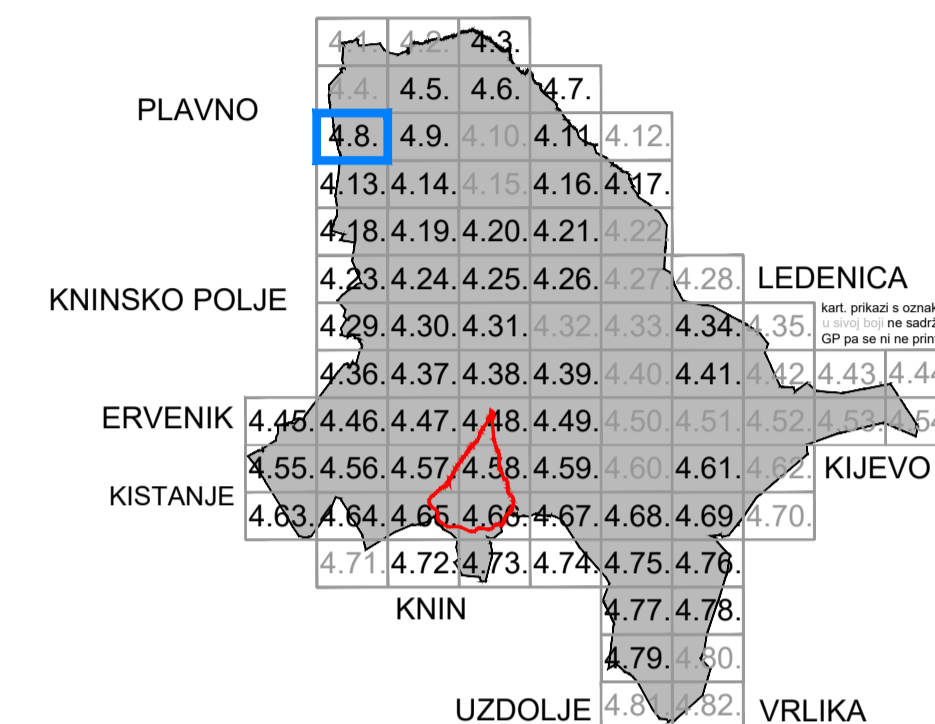 4.1. 4.2. 4.3.
4.4. 4.5. 4.6. 4.7.
PLAVNO
4.8. 4.9. 4.10. 4.11. 4.12.
4.13. 4.14. 4.15. 4.16. 4.17.
4.18. 4.19. 4.20. 4.21. 4.22.
4.23. 4.24. 4.25. 4.26. 4.27. 4.28. LEDENICA
KNINSKO POLJE
kart. prikazi s oznak
u sivoj boji ne sadrž
GP pa se ni ne print
4.29. 4.30. 4.31. 4.32. 4.33. 4.34. 4.35.
4.36. 4.37. 4.38. 4.39. 4.40. 4.41. 4.42. 4.43. 4.44
ERVENIK 4.45. 4.46. 4.47. 4.48. 4.49. 4.50. 4.51. 4.52. 4.53. 4.54
4.55. 4.56. 4.57. 4.58. 4.59. 4.60. 4.61. 4.62. KIJEVO
KISTANJE
4.63. 4.64. 4.65. 4.66. 4.67. 4.68. 4.69. 4.70.
4.71. 4.72. 4.73. 4.74. 4.75. 4.76.
KNIN 4.77. 4.78.
4.79. 4.80.
UZDOLJE 4.81. 4.82. VRLIKA